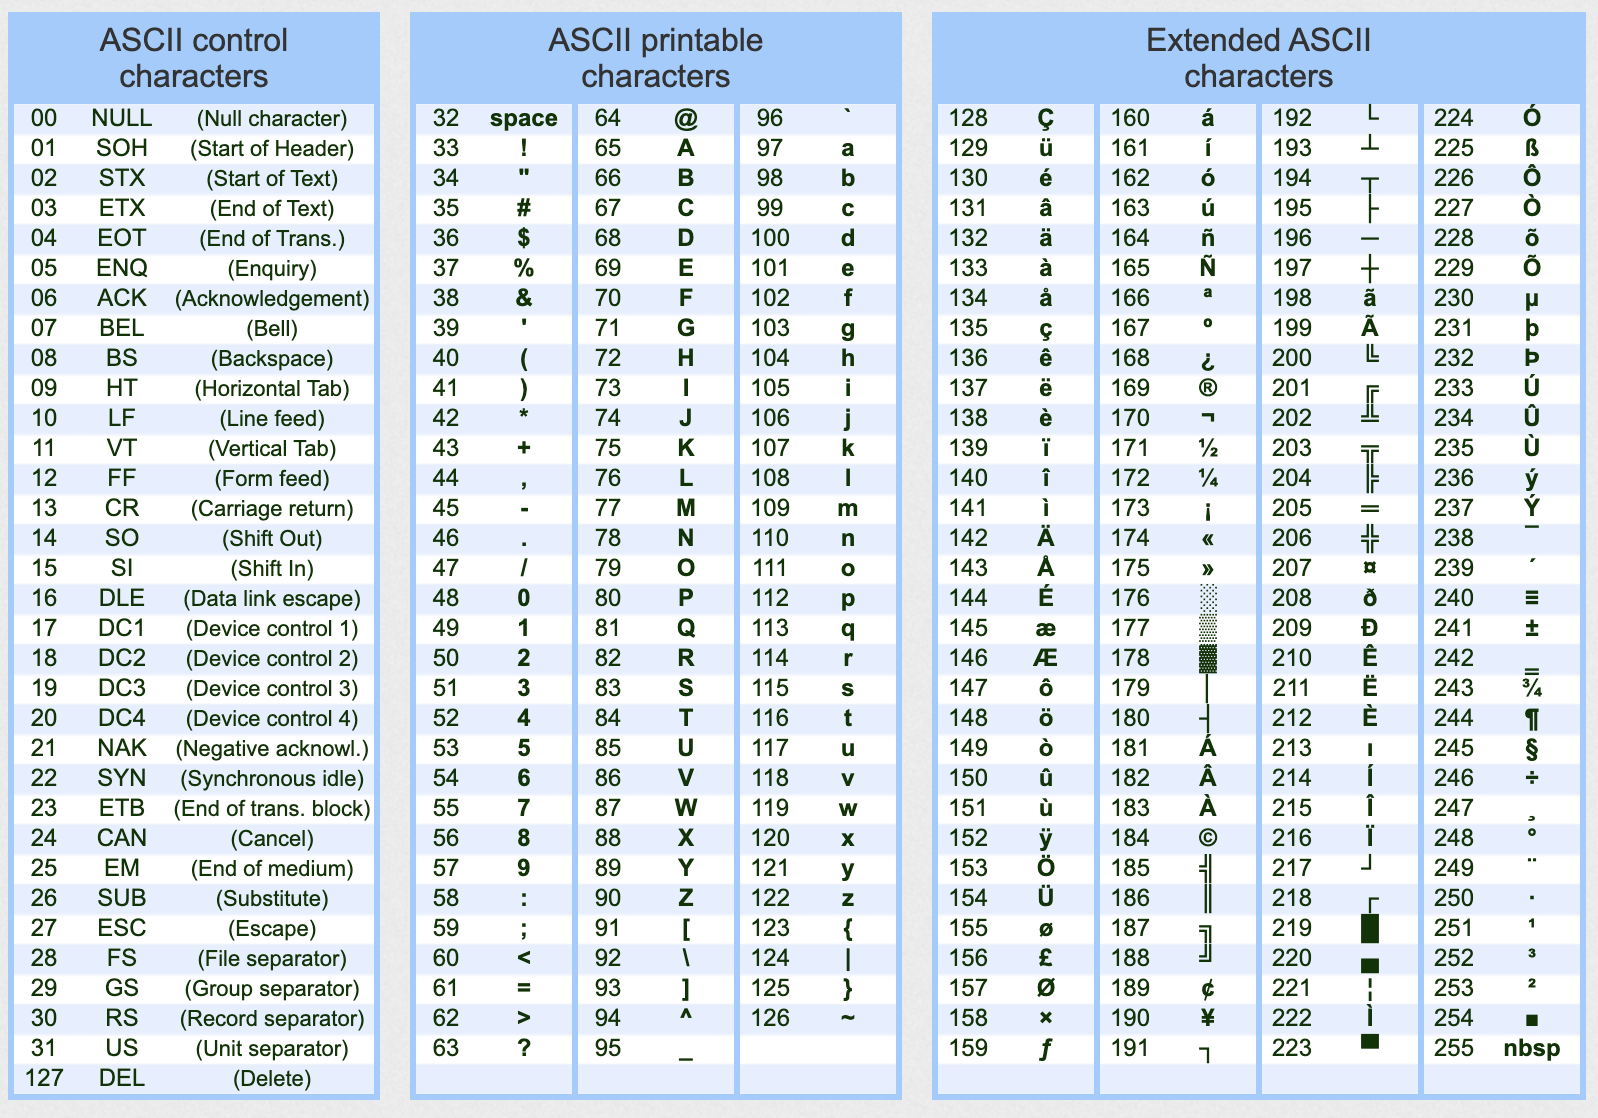 ASCII control
characters
00 NULL (Null character)
01 SOH (Start of Header)
02 STX (Start of Text)
03 ETX (End of Text)
04 EOT (End of Trans.)
05 ENQ (Enquiry)
06 ACK (Acknowledgement)
07 BEL (Bell)
08 BS (Backspace)
09 HT (Horizontal Tab)
10 LF (Line feed)
11 VT (Vertical Tab)
12 FF (Form feed)
13 CR (Carriage return)
14 SO (Shift Out)
15 SI (Shift In)
16 DLE (Data link escape)
17 DC1 (Device control 1)
18 DC2 (Device control 2)
19 DC3 (Device control 3)
20 DC4 (Device control 4)
21 NAK (Negative acknowl.)
22 SYN (Synchronous idle)
23 ETB (End of trans. block)
24 CAN (Cancel)
25 EM (End of medium)
26 SUB (Substitute)
27 ESC (Escape)
28 FS (File separator)
29 GS (Group separator)
30 RS (Record separator)
31 US (Unit separator)
127 DEL (Delete)
ASCII printable
characters
32 space 64 @ 96 `
33 ! 65 A 97 a
34 " 66 B 98 b
35 # 67 C 99 c
36 $ 68 D 100 d
37 % 69 E 101 e
38 & 70 F 102 f
39 ' 71 G 103 g
40 ( 72 H 104 h
41 ) 73 I 105 i
42 * 74 J 106 j
43 + 75 K 107 k
44 , 76 L 108 l
45 - 77 M 109 m
46 . 78 N 110 n
47 / 79 O 111 o
48 0 80 P 112 p
49 1 81 Q 113 q
50 2 82 R 114 r
51 3 83 S 115 s
52 4 84 T 116 t
53 5 85 U 117 u
54 6 86 V 118 v
55 7 87 W 119 w
56 8 88 X 120 x
57 9 89 Y 121 y
58 : 90 Z 122 z
59 ; 91 [ 123 {
60 < 92 \ 124 |
61 = 93 ] 125 }
62 > 94 ^ 126 ~
63 ? 95 _
Extended ASCII
characters
128 Ç 160 á 192 └ 224 Ó
129 ü 161 í 193 ┴ 225 ß
130 é 162 ó 194 ┬ 226 Ô
131 â 163 ú 195 ├ 227 Ò
132 ä 164 ñ 196 ─ 228 õ
133 à 165 Ñ 197 ┼ 229 Õ
134 å 166 ª 198 ã 230 µ
135 ç 167 º 199 Ã 231 þ
136 ê 168 ¿ 200 ╚ 232 Þ
137 ë 169 ® 201 ╔ 233 Ú
138 è 170 ¬ 202 ╩ 234 Û
139 ï 171 ½ 203 ╦ 235 Ù
140 î 172 ¼ 204 ╠ 236 ý
141 ì 173 ¡ 205 ═ 237 Ý
142 Ä 174 « 206 ╬ 238 ¯
143 Å 175 » 207 ¤ 239 ´
144 É 176 ░ 208 ð 240 ≡
145 æ 177 ▒ 209 Ð 241 ±
146 Æ 178 ▓ 210 Ê 242 ‗
147 ô 179 │ 211 Ë 243 ¾
148 ö 180 ┤ 212 È 244 ¶
149 ò 181 Á 213 ı 245 §
150 û 182 Â 214 Í 246 ÷
151 ù 183 À 215 Î 247 ¸
152 ÿ 184 © 216 Ï 248 °
153 Ö 185 ╣ 217 ┘ 249 ¨
154 Ü 186 ║ 218 ┌ 250 ·
155 ø 187 ╗ 219 █ 251 ¹
156 £ 188 ╝ 220 ▄ 252 ³
157 Ø 189 ¢ 221 ¦ 253 ²
158 × 190 ¥ 222 Ì 254 ■
159 ƒ 191 ┐ 223 ▀ 255 nbsp